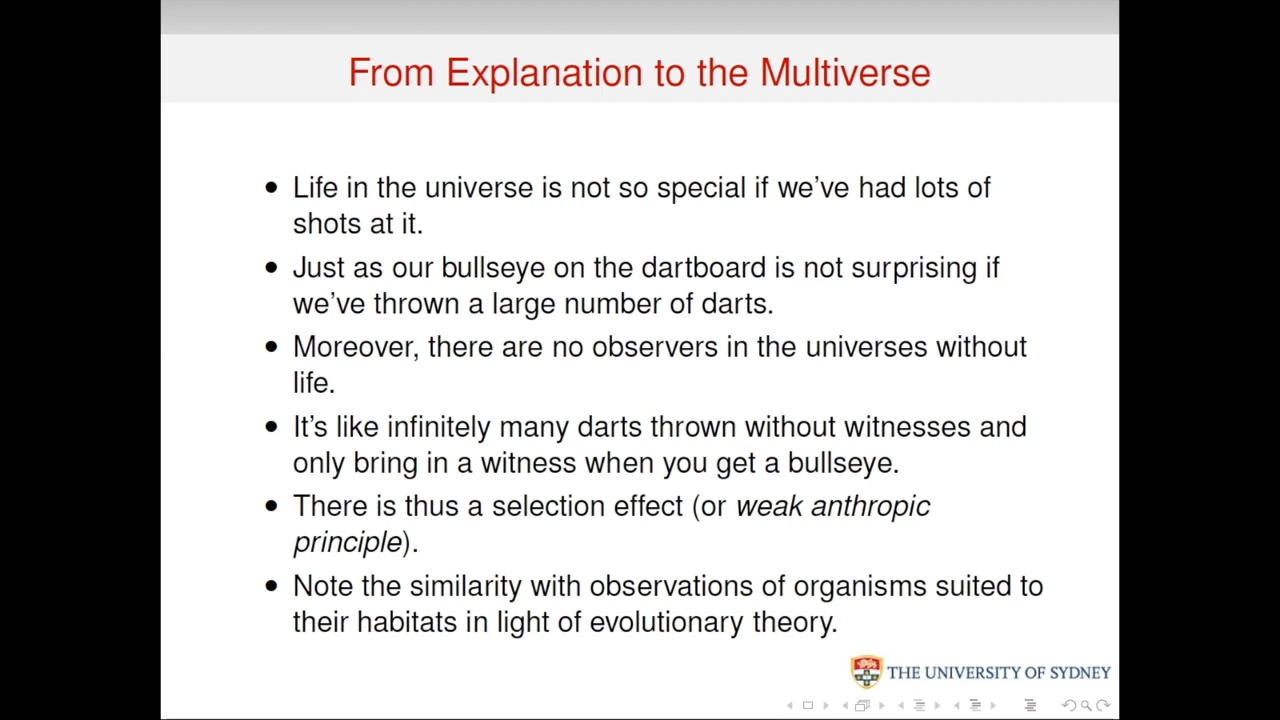 From Explanation to the Multiverse
● Life in the universe is not so special if we've had lots of
shots at it.
● Just as our bullseye on the dartboard is not surprising if
we've thrown a large number of darts.
● Moreover, there are no observers in the universes without
life.
● It's like infinitely many darts thrown without witnesses and
only bring in a witness when you get a bullseye.
● There is thus a selection effect (or weak anthropic
principle).
● Note the similarity with observations of organisms suited to
their habitats in light of evolutionary theory.
THE UNIVERSITY OF SYDNEY